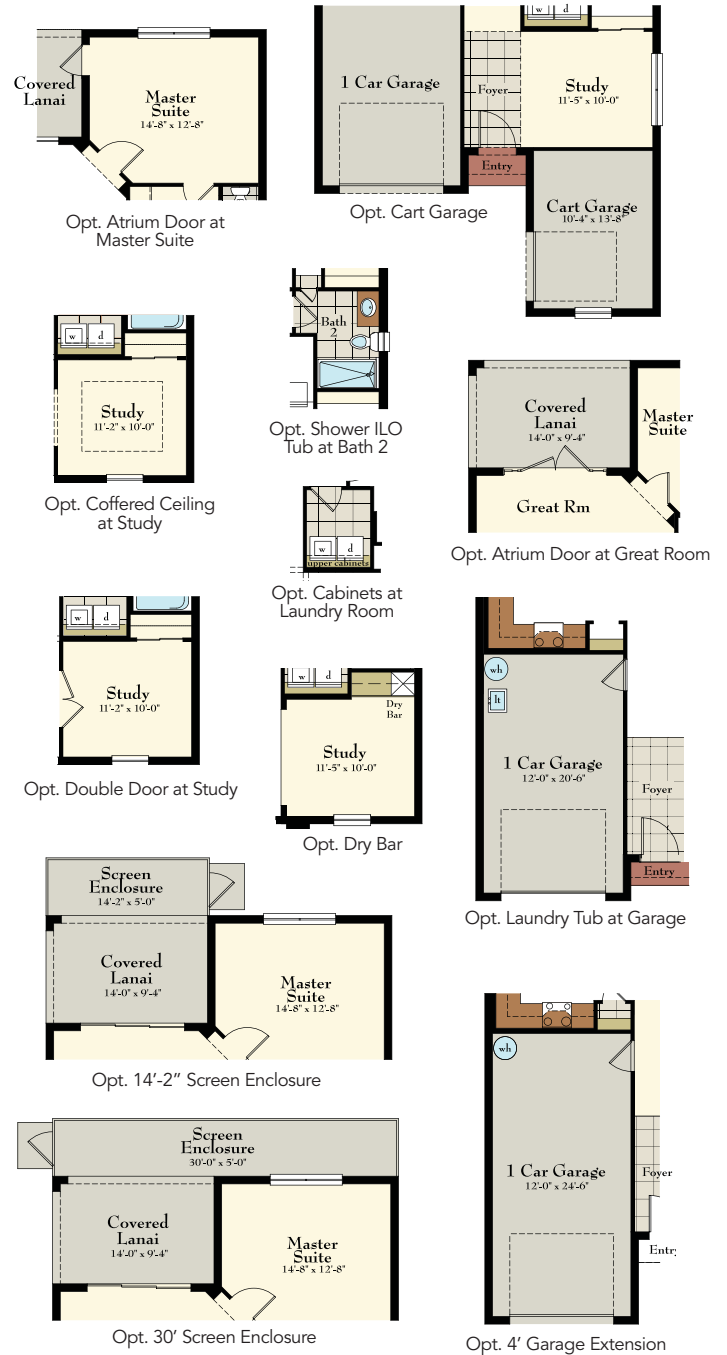 Covered
Lanai
Master
Suite
14'-8" x 12'-8"
Opt. Atrium Door at
Master Suite
1 Car Garage
Foyer
Study
11'-5" x 10'-0"
Entry
Cart Garage
10'-4" x 13'-8"
Opt. Cart Garage
w d
Study
11'-2" x 10'-0"
Opt. Coffered Ceiling
at Study
Bath
2
Opt. Shower ILO
Tub at Bath 2
Covered
Lanai
14'-0" x 9'-4"
Master
Suite
Great Rm
Opt. Atrium Door at Great Room
w d
upper cabinets
Opt. Cabinets at
Laundry Room
w d
Study
11'-2" x 10'-0"
Opt. Double Door at Study
w d
Dry
Bar
Study
11'-5" x 10'-0"
Opt. Dry Bar
wh
lt
1 Car Garage
12'-0" x 20'-6"
Foyer
Entry
Opt. Laundry Tub at Garage
Screen
Enclosure
14'-2" x 5'-0"
Covered
Lanai
14'-0" x 9'-4"
Master
Suite
14'-8" x 12'-8"
Opt. 14'-2" Screen Enclosure
wh
1 Car Garage
12'-0" x 24'-6"
Foyer
Entry
Opt. 4' Garage Extension
Screen
Enclosure
30'-0" x 5'-0"
Covered
Lanai
14'-0" x 9'-4"
Master
Suite
14'-8" x 12'-8"
Opt. 30' Screen Enclosure